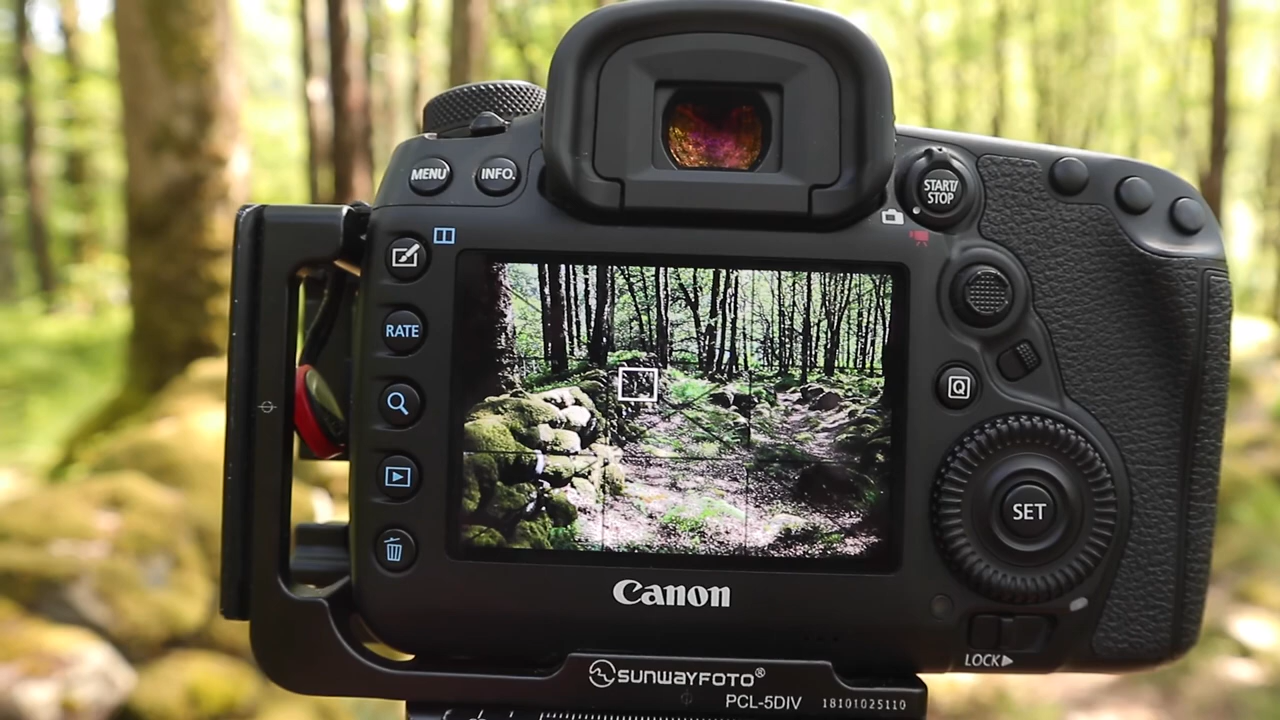 MENU
INFO.
START/
STOP
RATE
Q
SET
Canon
LOCK▶
SUNWAYFOTO®
PCL-5DIV 18101025110